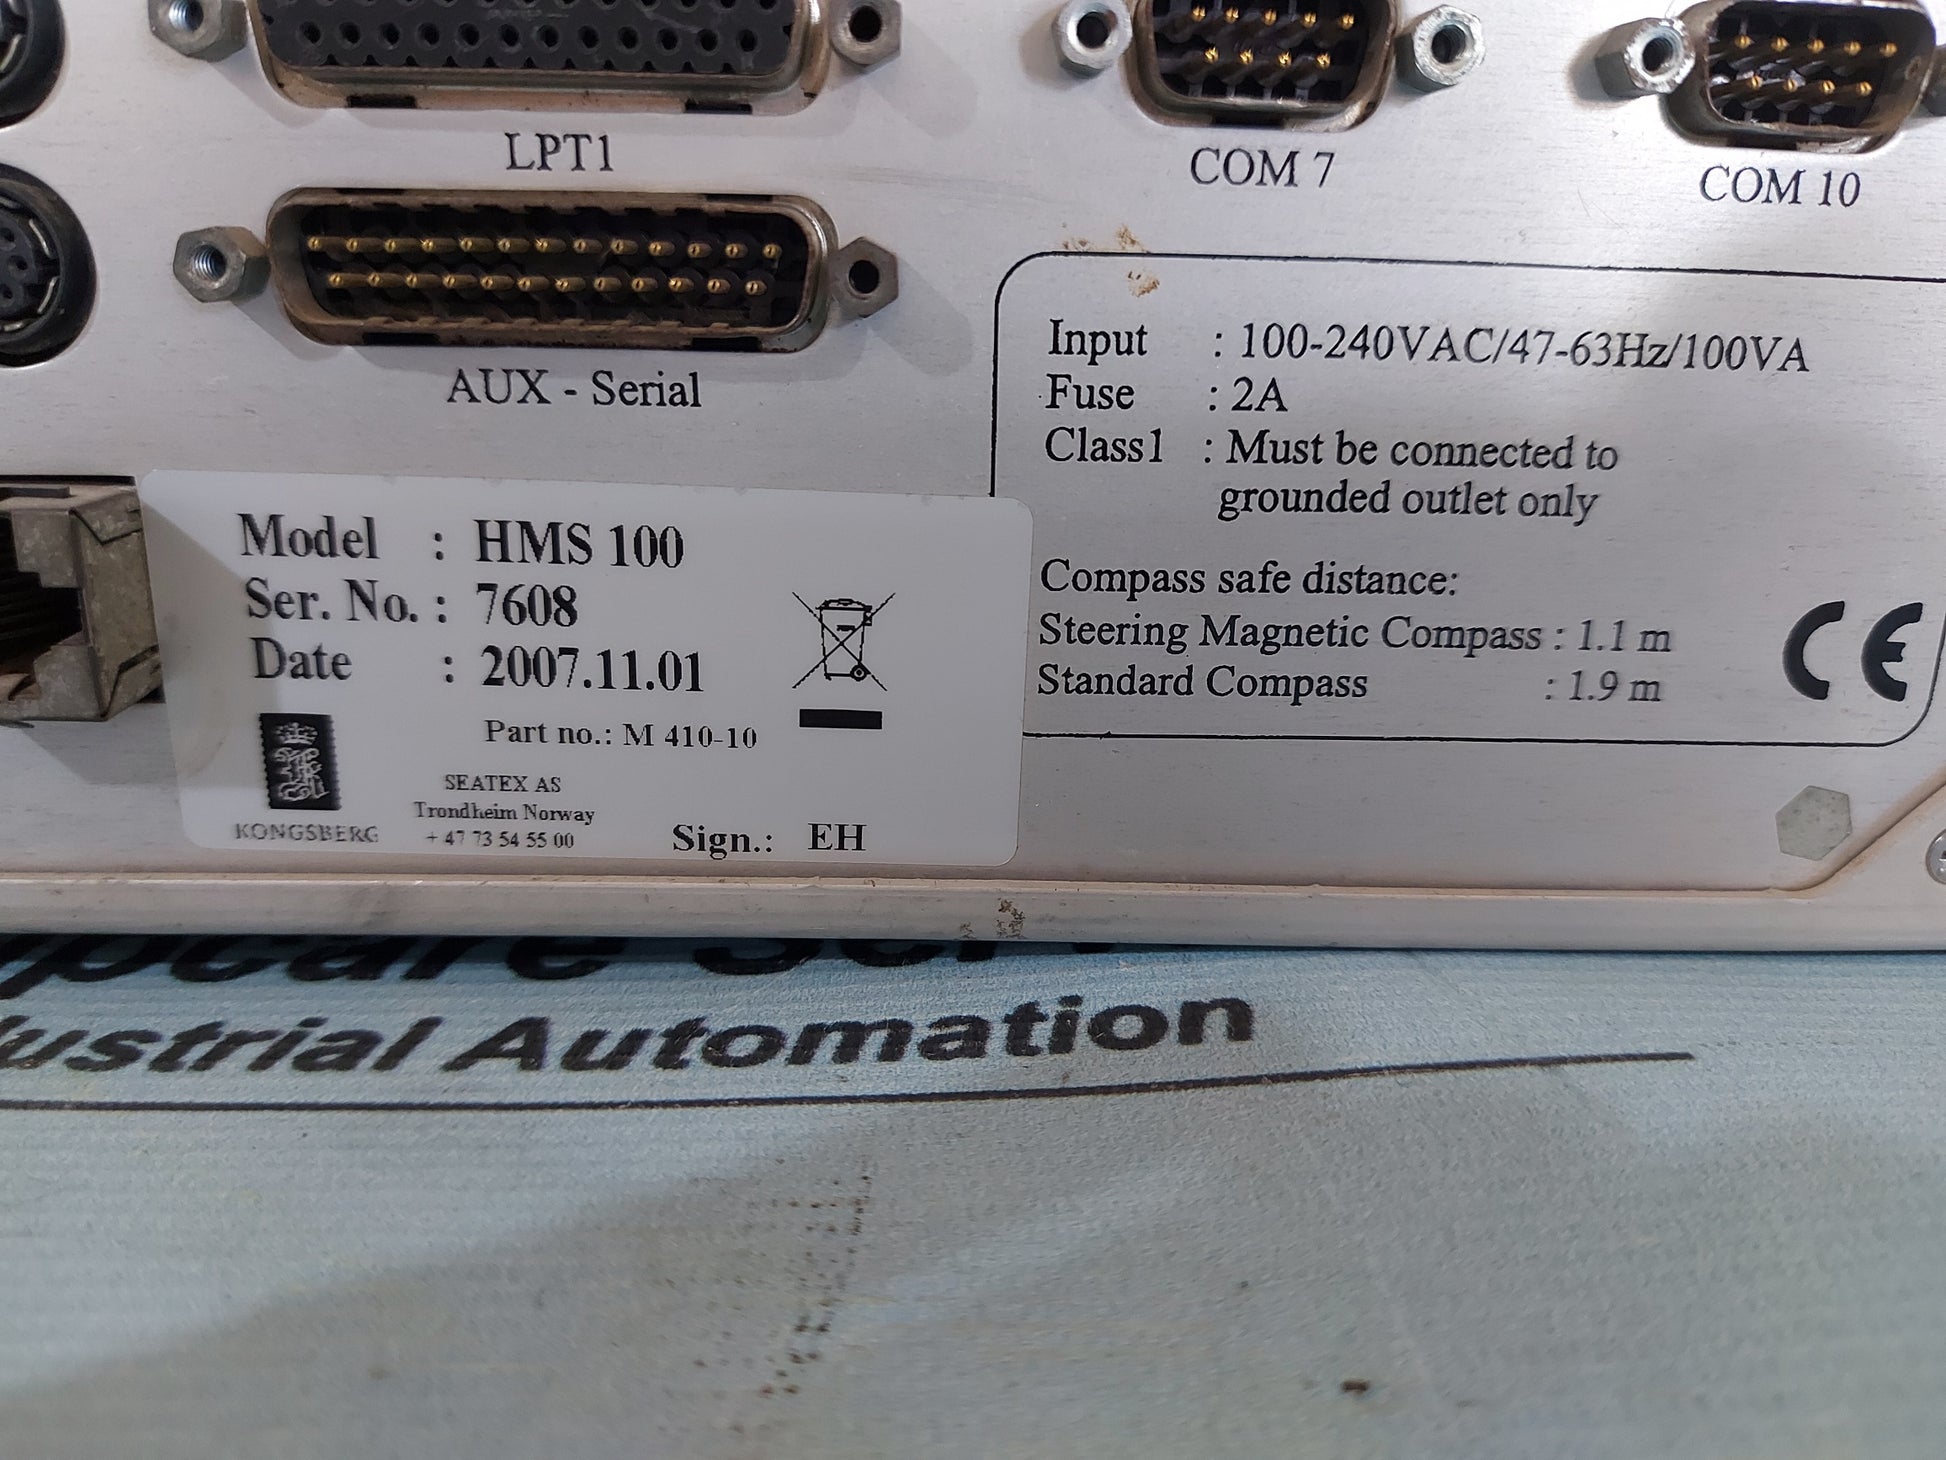 LPT1
COM 7
COM 10
AUX - Serial
Input : 100-240VAC/47-63Hz/100VA
Fuse : 2A
Class1 : Must be connected to
grounded outlet only
Compass safe distance:
Steering Magnetic Compass : 1.1 m
Standard Compass : 1.9 m
CE
Model : HMS 100
Ser. No. : 7608
Date : 2007.11.01
Part no.: M 410-10
KONGSBERG
SEATEX AS
Trondheim Norway
+ 47 73 54 55 00
Sign.: EH
Automation